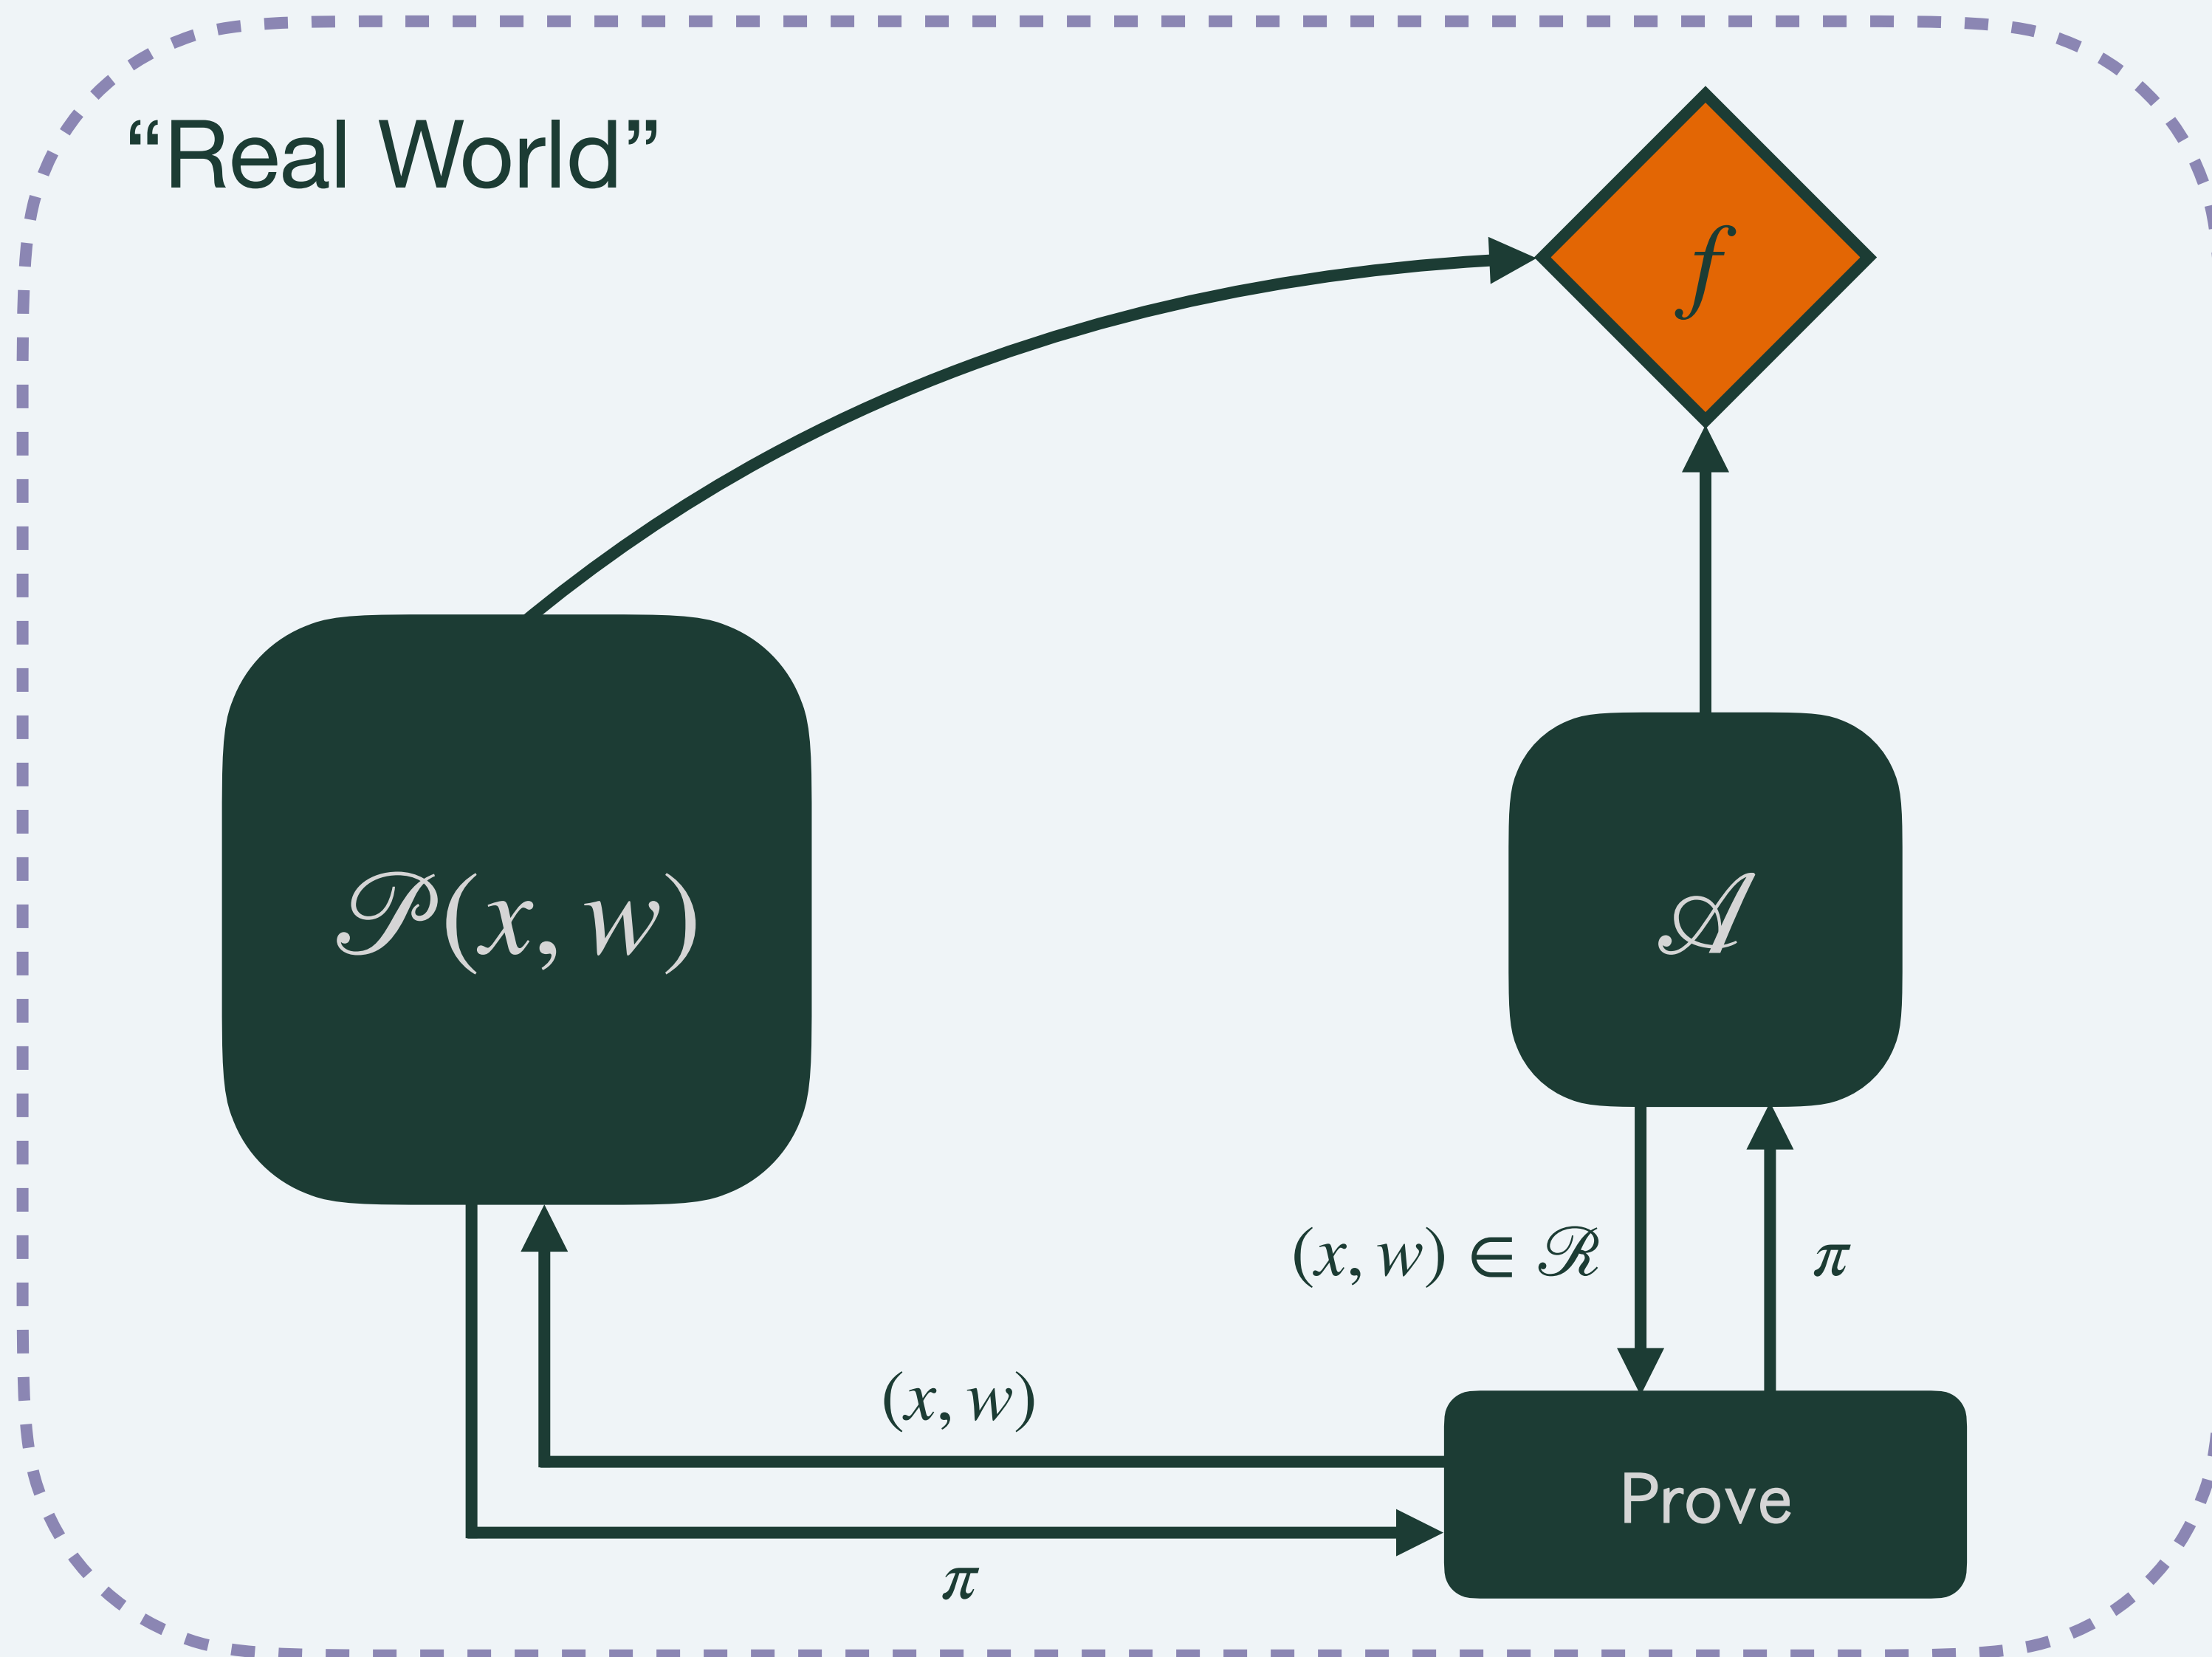 “Real World”
f
𝒫(x, w)
𝒜
(x, w) ∈ ℛ
π
(x, w)
Prove
π